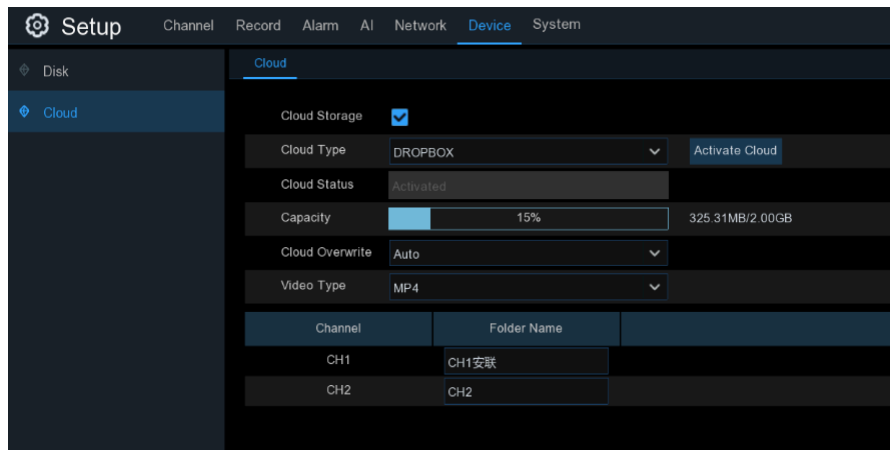 Setup Channel Record Alarm AI Network Device System
Disk
Cloud
Cloud
Cloud Storage
Cloud Type DROPBOX Activate Cloud
Cloud Status Activated
Capacity 15% 325.31MB/2.00GB
Cloud Overwrite Auto
Video Type MP4
Channel Folder Name
CH1 CH1安联
CH2 CH2